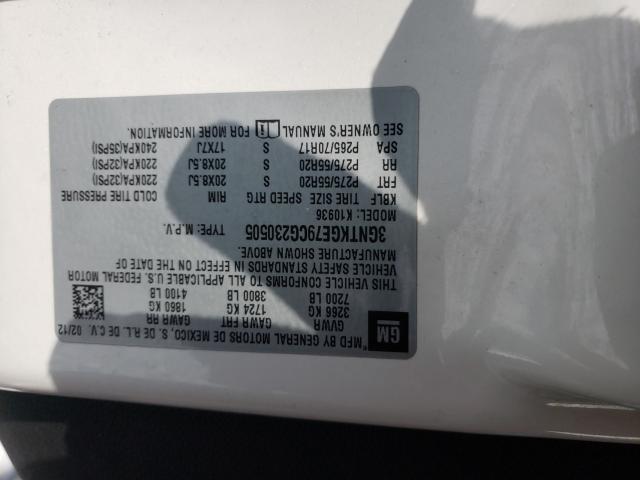 GM
*MFD BY GENERAL MOTORS DE MEXICO, S. DE R.L. DE C.V. 02/12
GVWR GAWR FRT GAWR RR
3266 KG 1724 KG 1860 KG
7200 LB 3800 LB 4100 LB
THIS VEHICLE CONFORMS TO ALL APPLICABLE U.S. FEDERAL MOTOR
VEHICLE SAFETY STANDARDS IN EFFECT ON THE DATE OF
MANUFACTURE SHOWN ABOVE.
3GNTKGE79CG230505 TYPE: M.P.V.
MODEL: K10936
KBLF TIRE SIZE SPEED RTG RIM COLD TIRE PRESSURE
FRT P275/55R20 S 20X8.5J 220KPA(32PSI)
RR P275/55R20 S 20X8.5J 220KPA(32PSI)
SPA P265/70R17 S 17X7J 240KPA(35PSI)
SEE OWNER'S MANUAL FOR MORE INFORMATION.